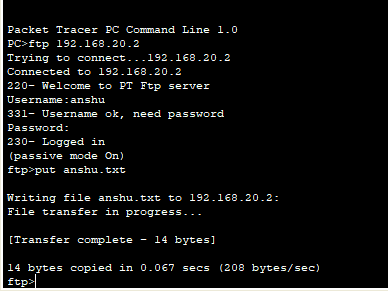 Packet Tracer PC Command Line 1.0
PC>ftp 192.168.20.2
Trying to connect...192.168.20.2
Connected to 192.168.20.2
220- Welcome to PT Ftp server
Username:anshu
331- Username ok, need password
Password:
230- Logged in
(passive mode On)
ftp>put anshu.txt
Writing file anshu.txt to 192.168.20.2:
File transfer in progress...
[Transfer complete - 14 bytes]
14 bytes copied in 0.067 secs (208 bytes/sec)
ftp>